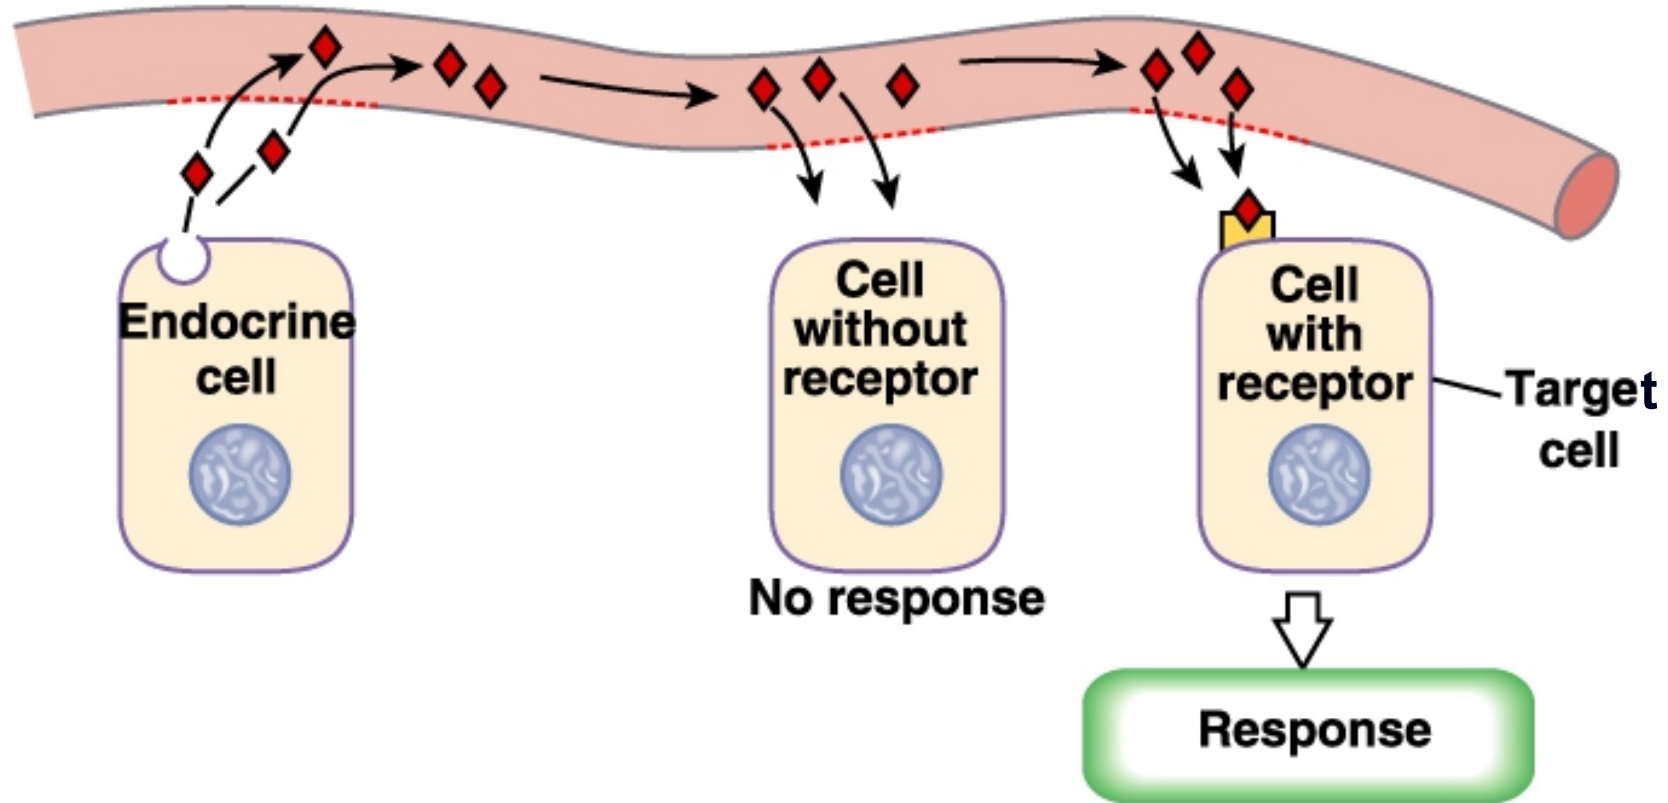 Endocrine
cell
Cell
without
receptor
No response
Cell
with
receptor
Target
cell
Response